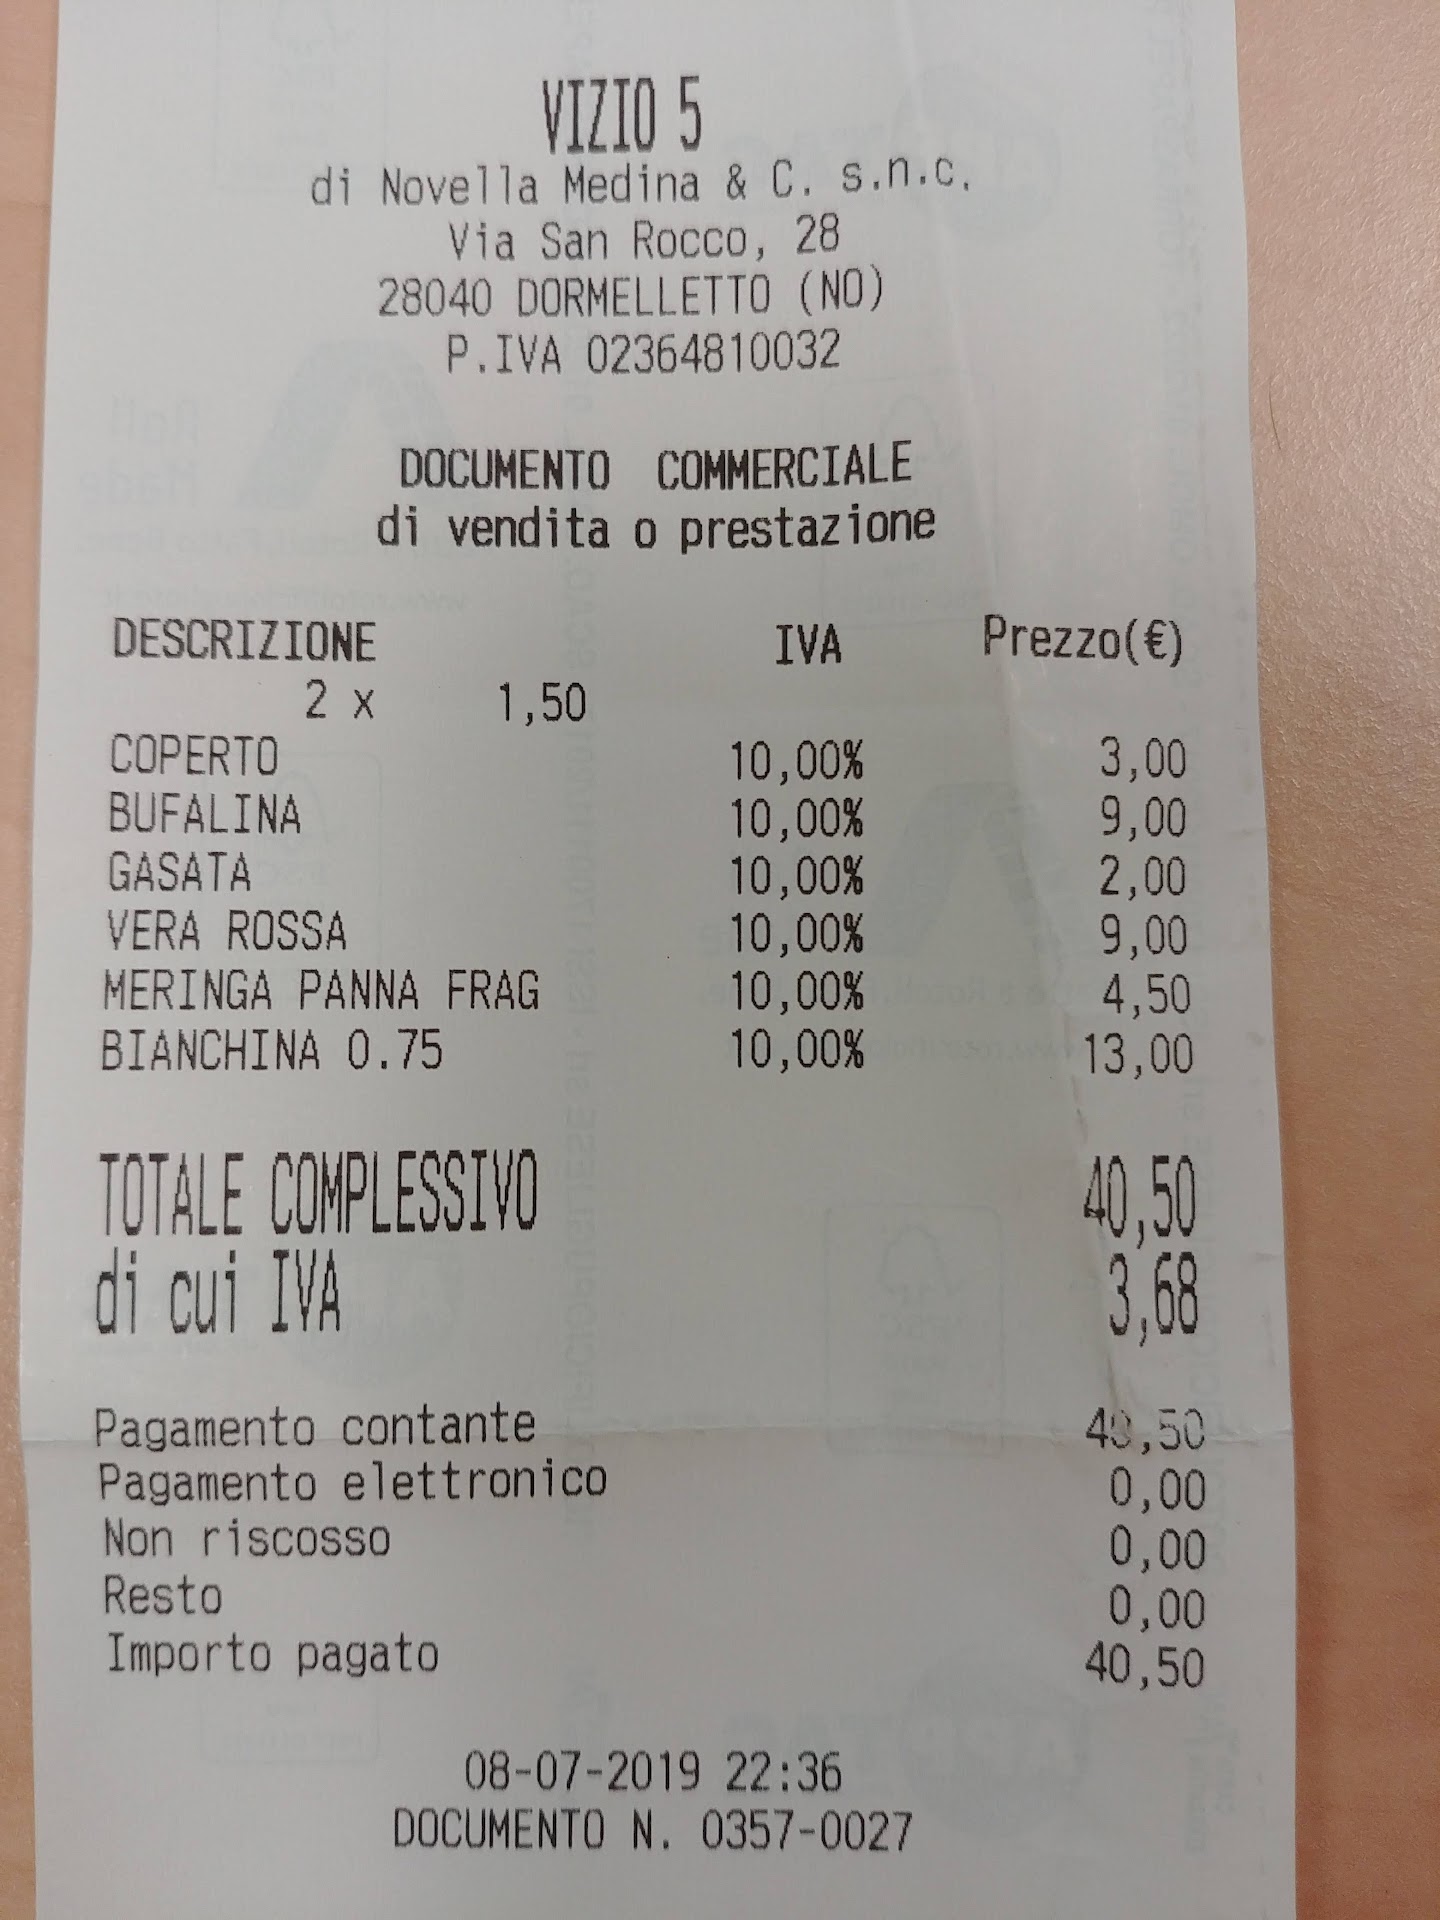 VIZIO 5
di Novella Medina & C. s.n.c.
Via San Rocco, 28
28040 DORMELLETTO (NO)
P.IVA 02364810032
DOCUMENTO COMMERCIALE
di vendita o prestazione
DESCRIZIONE IVA Prezzo(€)
2 x 1,50
COPERTO 10,00% 3,00
BUFALINA 10,00% 9,00
GASATA 10,00% 2,00
VERA ROSSA 10,00% 9,00
MERINGA PANNA FRAG 10,00% 4,50
BIANCHINA 0.75 10,00% 13,00
TOTALE COMPLESSIVO 40,50
di cui IVA 3,68
Pagamento contante 40,50
Pagamento elettronico 0,00
Non riscosso 0,00
Resto 0,00
Importo pagato 40,50
08-07-2019 22:36
DOCUMENTO N. 0357-0027